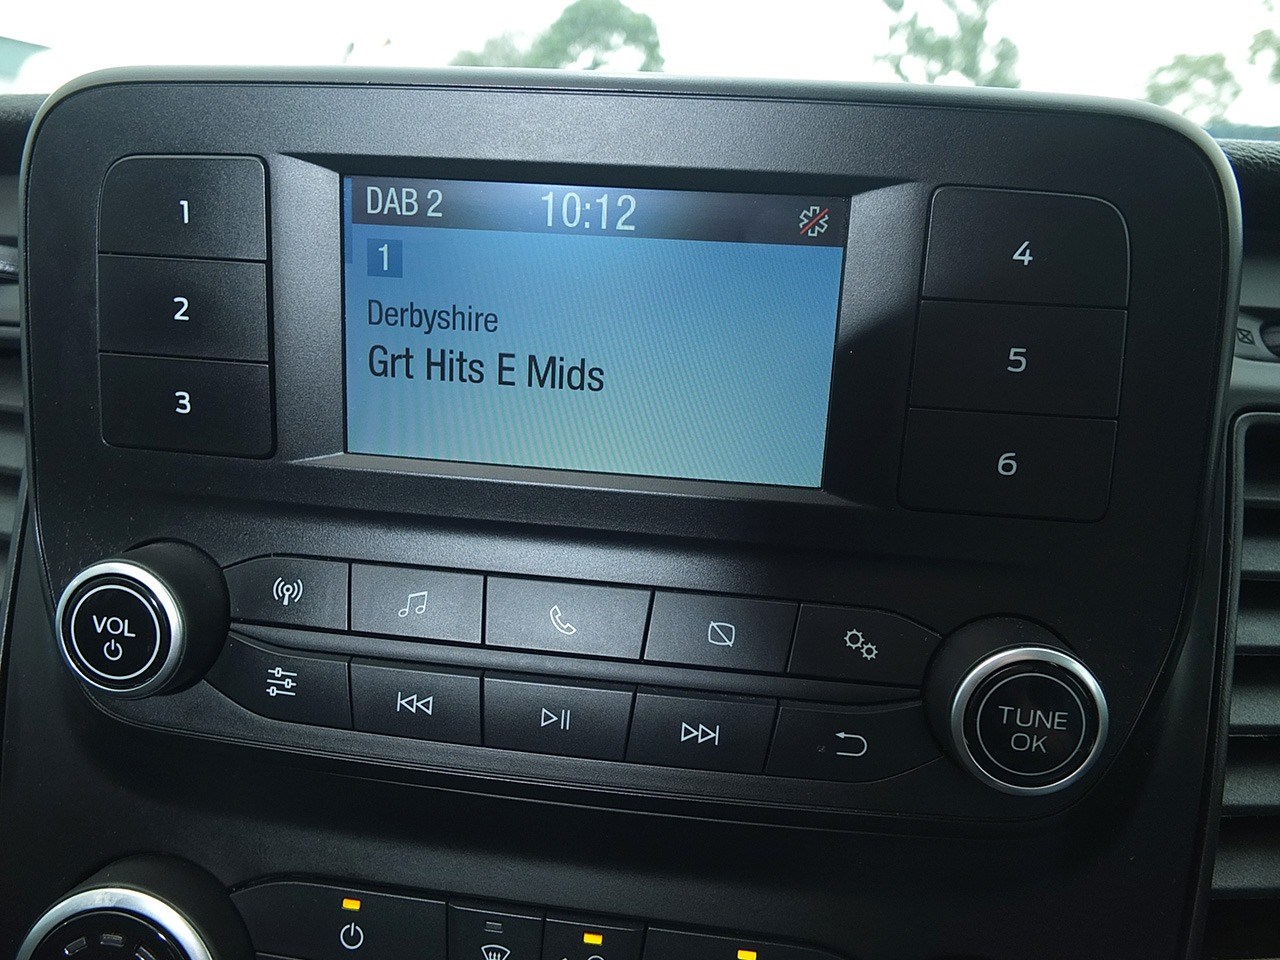 DAB 2 10:12
1
Derbyshire
Grt Hits E Mids
1
2
3
4
5
6
VOL
TUNE
OK